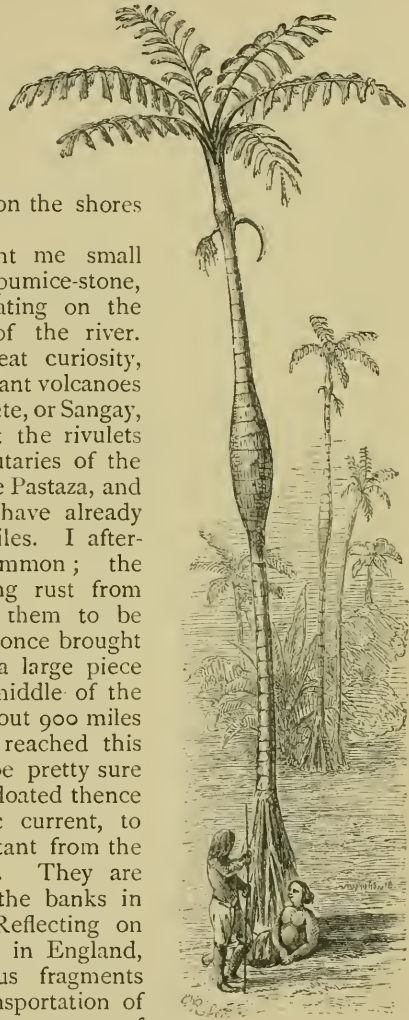 on the shores
nt me small
oumice-stone,
ating on the
of the river.
eat curiosity,
ant volcanoes
ete, or Sangay,
the rivulets
utaries of the
e Pastaza, and
have already
iles. I after-
mmon; the
ng rust from
them to be
once brought
a large piece
middle of the
out 900 miles
reached this
be pretty sure
loated thence
c current, to
tant from the
They are
the banks in
Reflecting on
in England,
us fragments
nsportation of